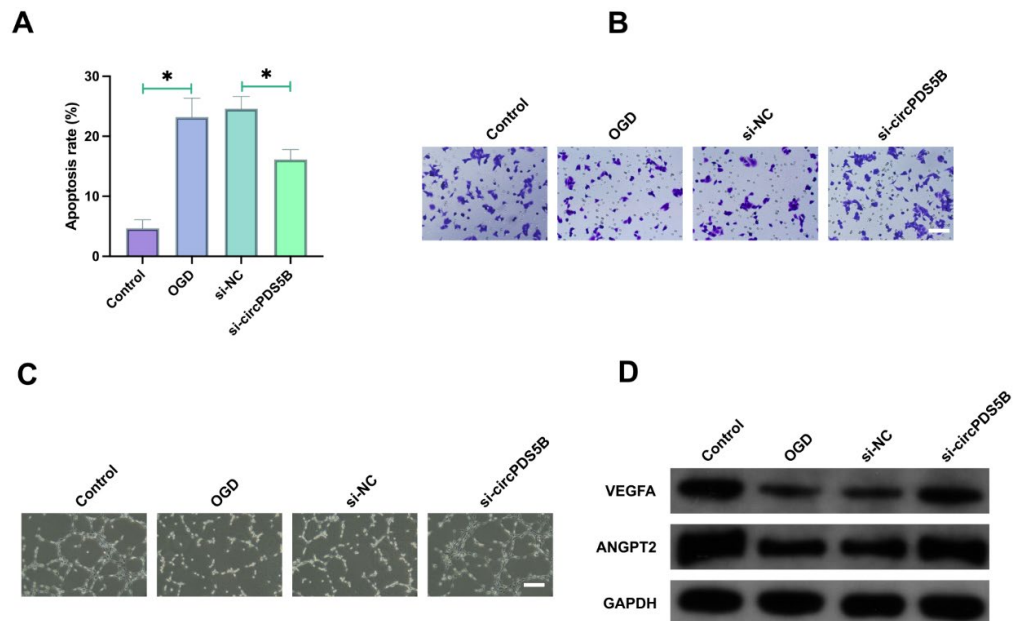 A
B
Apoptosis rate (%)
30
20
10
0
*
*
Control
OGD
si-NC
si-circPDS5B
Control
OGD
si-NC
si-circPDS5B
C
D
Control
OGD
si-NC
si-circPDS5B
Control
OGD
si-NC
si-circPDS5B
VEGFA
ANGPT2
GAPDH